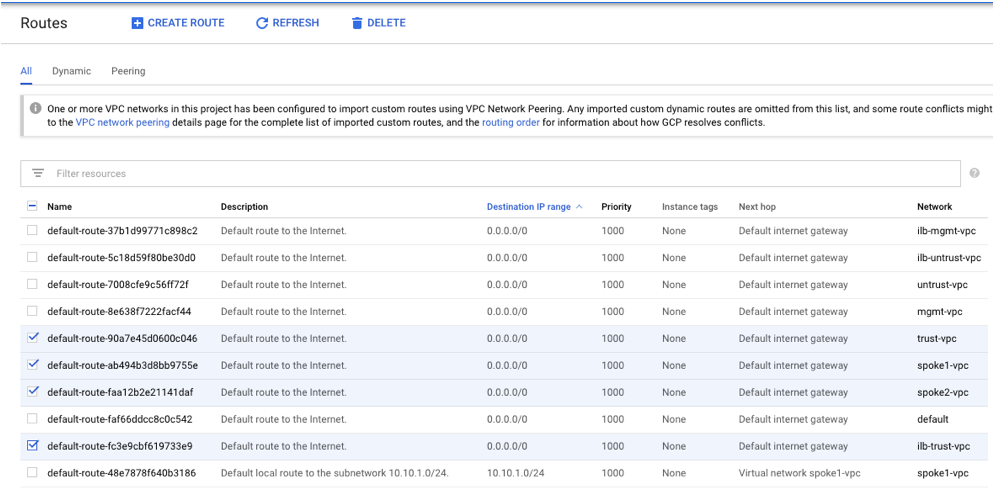 Routes CREATE ROUTE REFRESH DELETE
All Dynamic Peering
One or more VPC networks in this project has been configured to import custom routes using VPC Network Peering. Any imported custom dynamic routes are omitted from this list, and some route conflicts might
to the VPC network peering details page for the complete list of imported custom routes, and the routing order for information about how GCP resolves conflicts.
Filter resources
Name Description Destination IP range Priority Instance tags Next hop Network
default-route-37b1d99771c898c2 Default route to the Internet. 0.0.0.0/0 1000 None Default internet gateway ilb-mgmt-vpc
default-route-5c18d59f80be30d0 Default route to the Internet. 0.0.0.0/0 1000 None Default internet gateway ilb-untrust-vpc
default-route-7008cfe9c56ff72f Default route to the Internet. 0.0.0.0/0 1000 None Default internet gateway untrust-vpc
default-route-8e638f7222facf44 Default route to the Internet. 0.0.0.0/0 1000 None Default internet gateway mgmt-vpc
default-route-90a7e45d0600c046 Default route to the Internet. 0.0.0.0/0 1000 None Default internet gateway trust-vpc
default-route-ab494b3d8bb9755e Default route to the Internet. 0.0.0.0/0 1000 None Default internet gateway spoke1-vpc
default-route-faa12b2e21141daf Default route to the Internet. 0.0.0.0/0 1000 None Default internet gateway spoke2-vpc
default-route-faf66ddcc8c0c542 Default route to the Internet. 0.0.0.0/0 1000 None Default internet gateway default
default-route-fc3e9cbf619733e9 Default route to the Internet. 0.0.0.0/0 1000 None Default internet gateway ilb-trust-vpc
default-route-48e7878f640b3186 Default local route to the subnetwork 10.10.1.0/24. 10.10.1.0/24 1000 None Virtual network spoke1-vpc spoke1-vpc